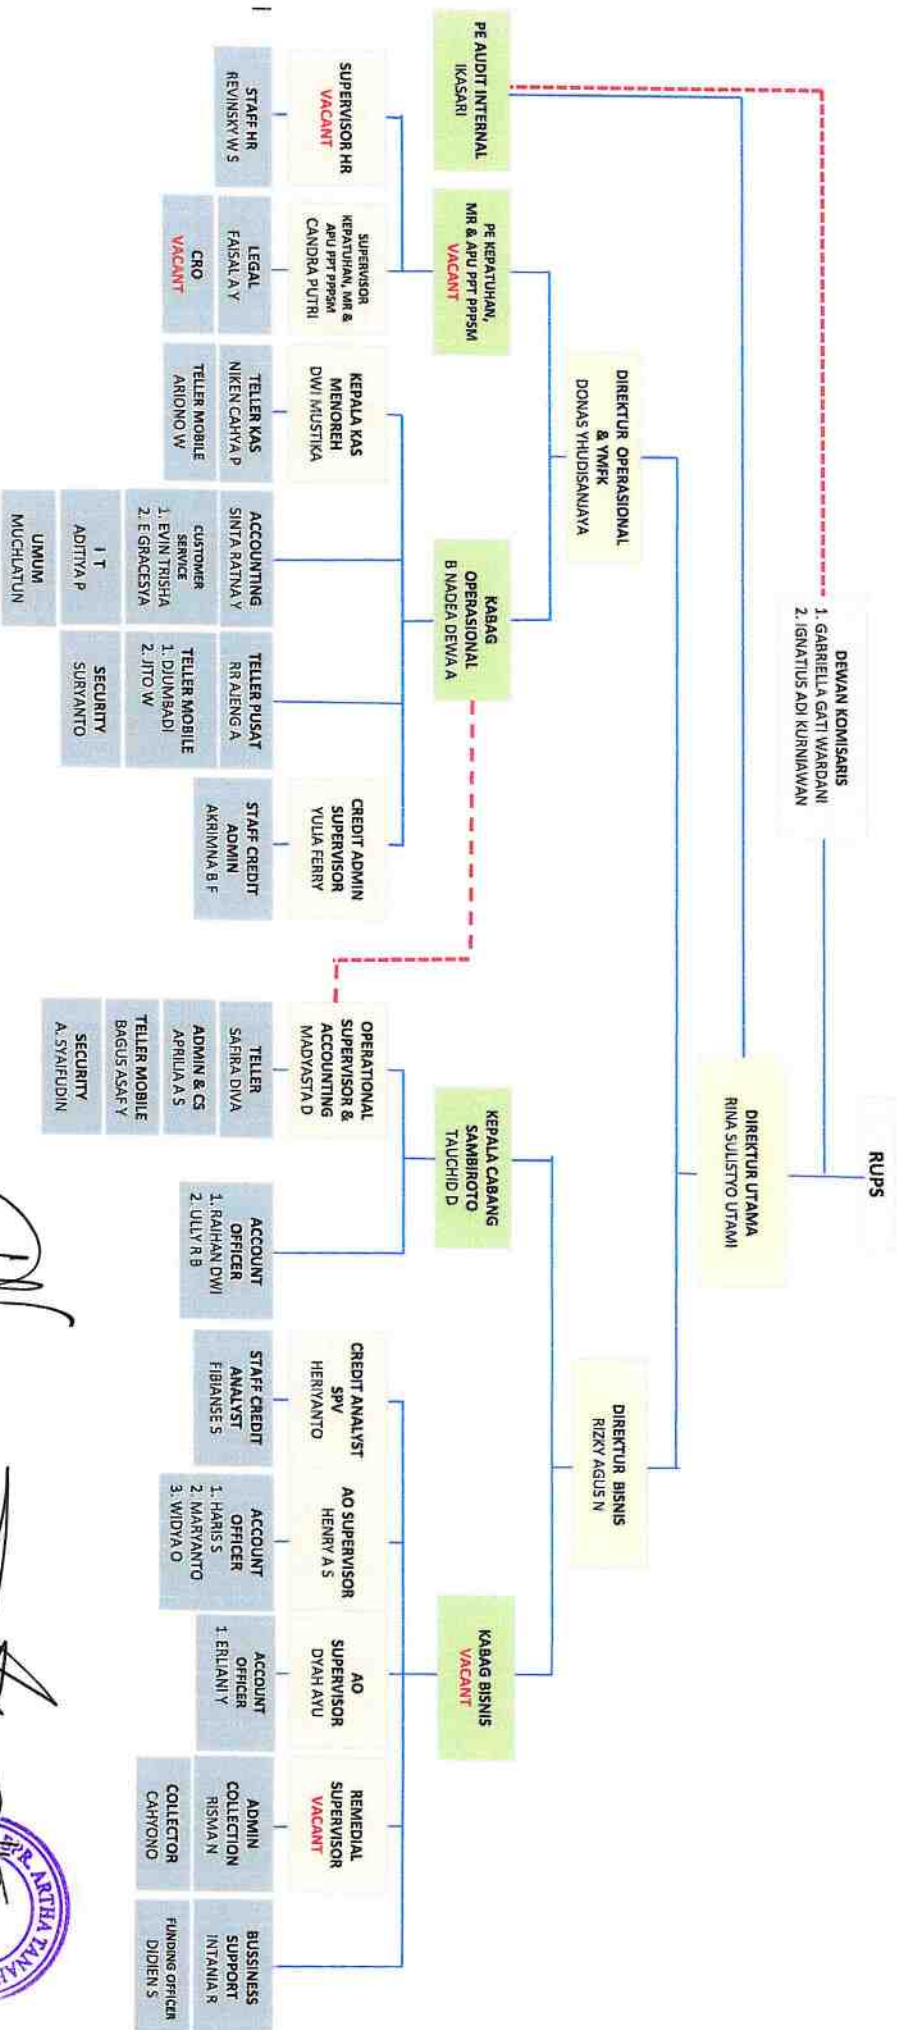 RUPS
DEWAN KOMISARIS
1. GABRIELLA GATI WARDANI
2. IGNATIUS ADI KURNIAWAN
DIREKTUR UTAMA
RINA SULISTYO UTAMI
DIREKTUR OPERASIONAL
& YMFK
DONAS YHUDISANJAYA
DIREKTUR BISNIS
RIZKY AGUS N
PE AUDIT INTERNAL
IKASARI
PE KEPATUHAN,
MR & APU PPT PPPSM
VACANT
KABAG
OPERASIONAL
B NADEA DEWA A
KEPALA CABANG
SAMBIROTO
TAUCHID D
KABAG BISNIS
VACANT
SUPERVISOR HR
VACANT
SUPERVISOR
KEPATUHAN, MR &
APU PPT PPPSM
CANDRA PUTRI
KEPALA KAS
MENOREH
DWI MUSTIKA
CREDIT ADMIN
SUPERVISOR
YULIA FERRY
OPERATIONAL
SUPERVISOR &
ACCOUNTING
MADYASTA D
CREDIT ANALYST
SPV
HERIYANTO
AO SUPERVISOR
HENRY A S
AO
SUPERVISOR
DYAH AYU
REMEDIAL
SUPERVISOR
VACANT
STAFF HR
REVINSKY W S
LEGAL
FAISAL A Y
CRO
VACANT
TELLER KAS
NIKEN CAHYA P
TELLER MOBILE
ARIONO W
ACCOUNTING
SINTA RATNA Y
CUSTOMER
SERVICE
1. EVIN TRISHA
2. E GRACESYA
I T
ADITIYA P
UMUM
MUCHLATUN
TELLER PUSAT
RR AJENG A
TELLER MOBILE
1. DJUMBADI
2. JITO W
SECURITY
SURYANTO
STAFF CREDIT
ADMIN
AKRIMNA B F
TELLER
SAFIRA DIVA
ADMIN & CS
APRILIA A S
TELLER MOBILE
BAGUS ASAF Y
SECURITY
A. SYAIFUDIN
ACCOUNT
OFFICER
1. RAIHAN DWI
2. ULLY R B
STAFF CREDIT
ANALYST
FIBIANSE S
ACCOUNT
OFFICER
1. HARIS S
2. MARYANTO
3. WIDYA O
ACCOUNT
OFFICER
1. ERLIANI Y
ADMIN
COLLECTION
RISMA N
COLLECTOR
CAHYONO
BUSSINESS
SUPPORT
INTANIA R
FUNDING OFFICER
DIDIEN S
ARTHA TANAH